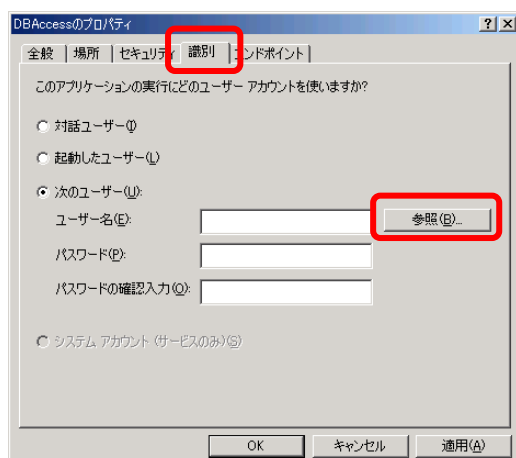 DBAccessのプロパティ
全般 場所 セキュリティ 識別 エンドポイント
このアプリケーションの実行にどのユーザー アカウントを使いますか?
対話ユーザー(I)
起動したユーザー(L)
次のユーザー(U):
ユーザー名(E): 参照(B)...
パスワード(P):
パスワードの確認入力(O):
システム アカウント (サービスのみ)(S)
OK キャンセル 適用(A)